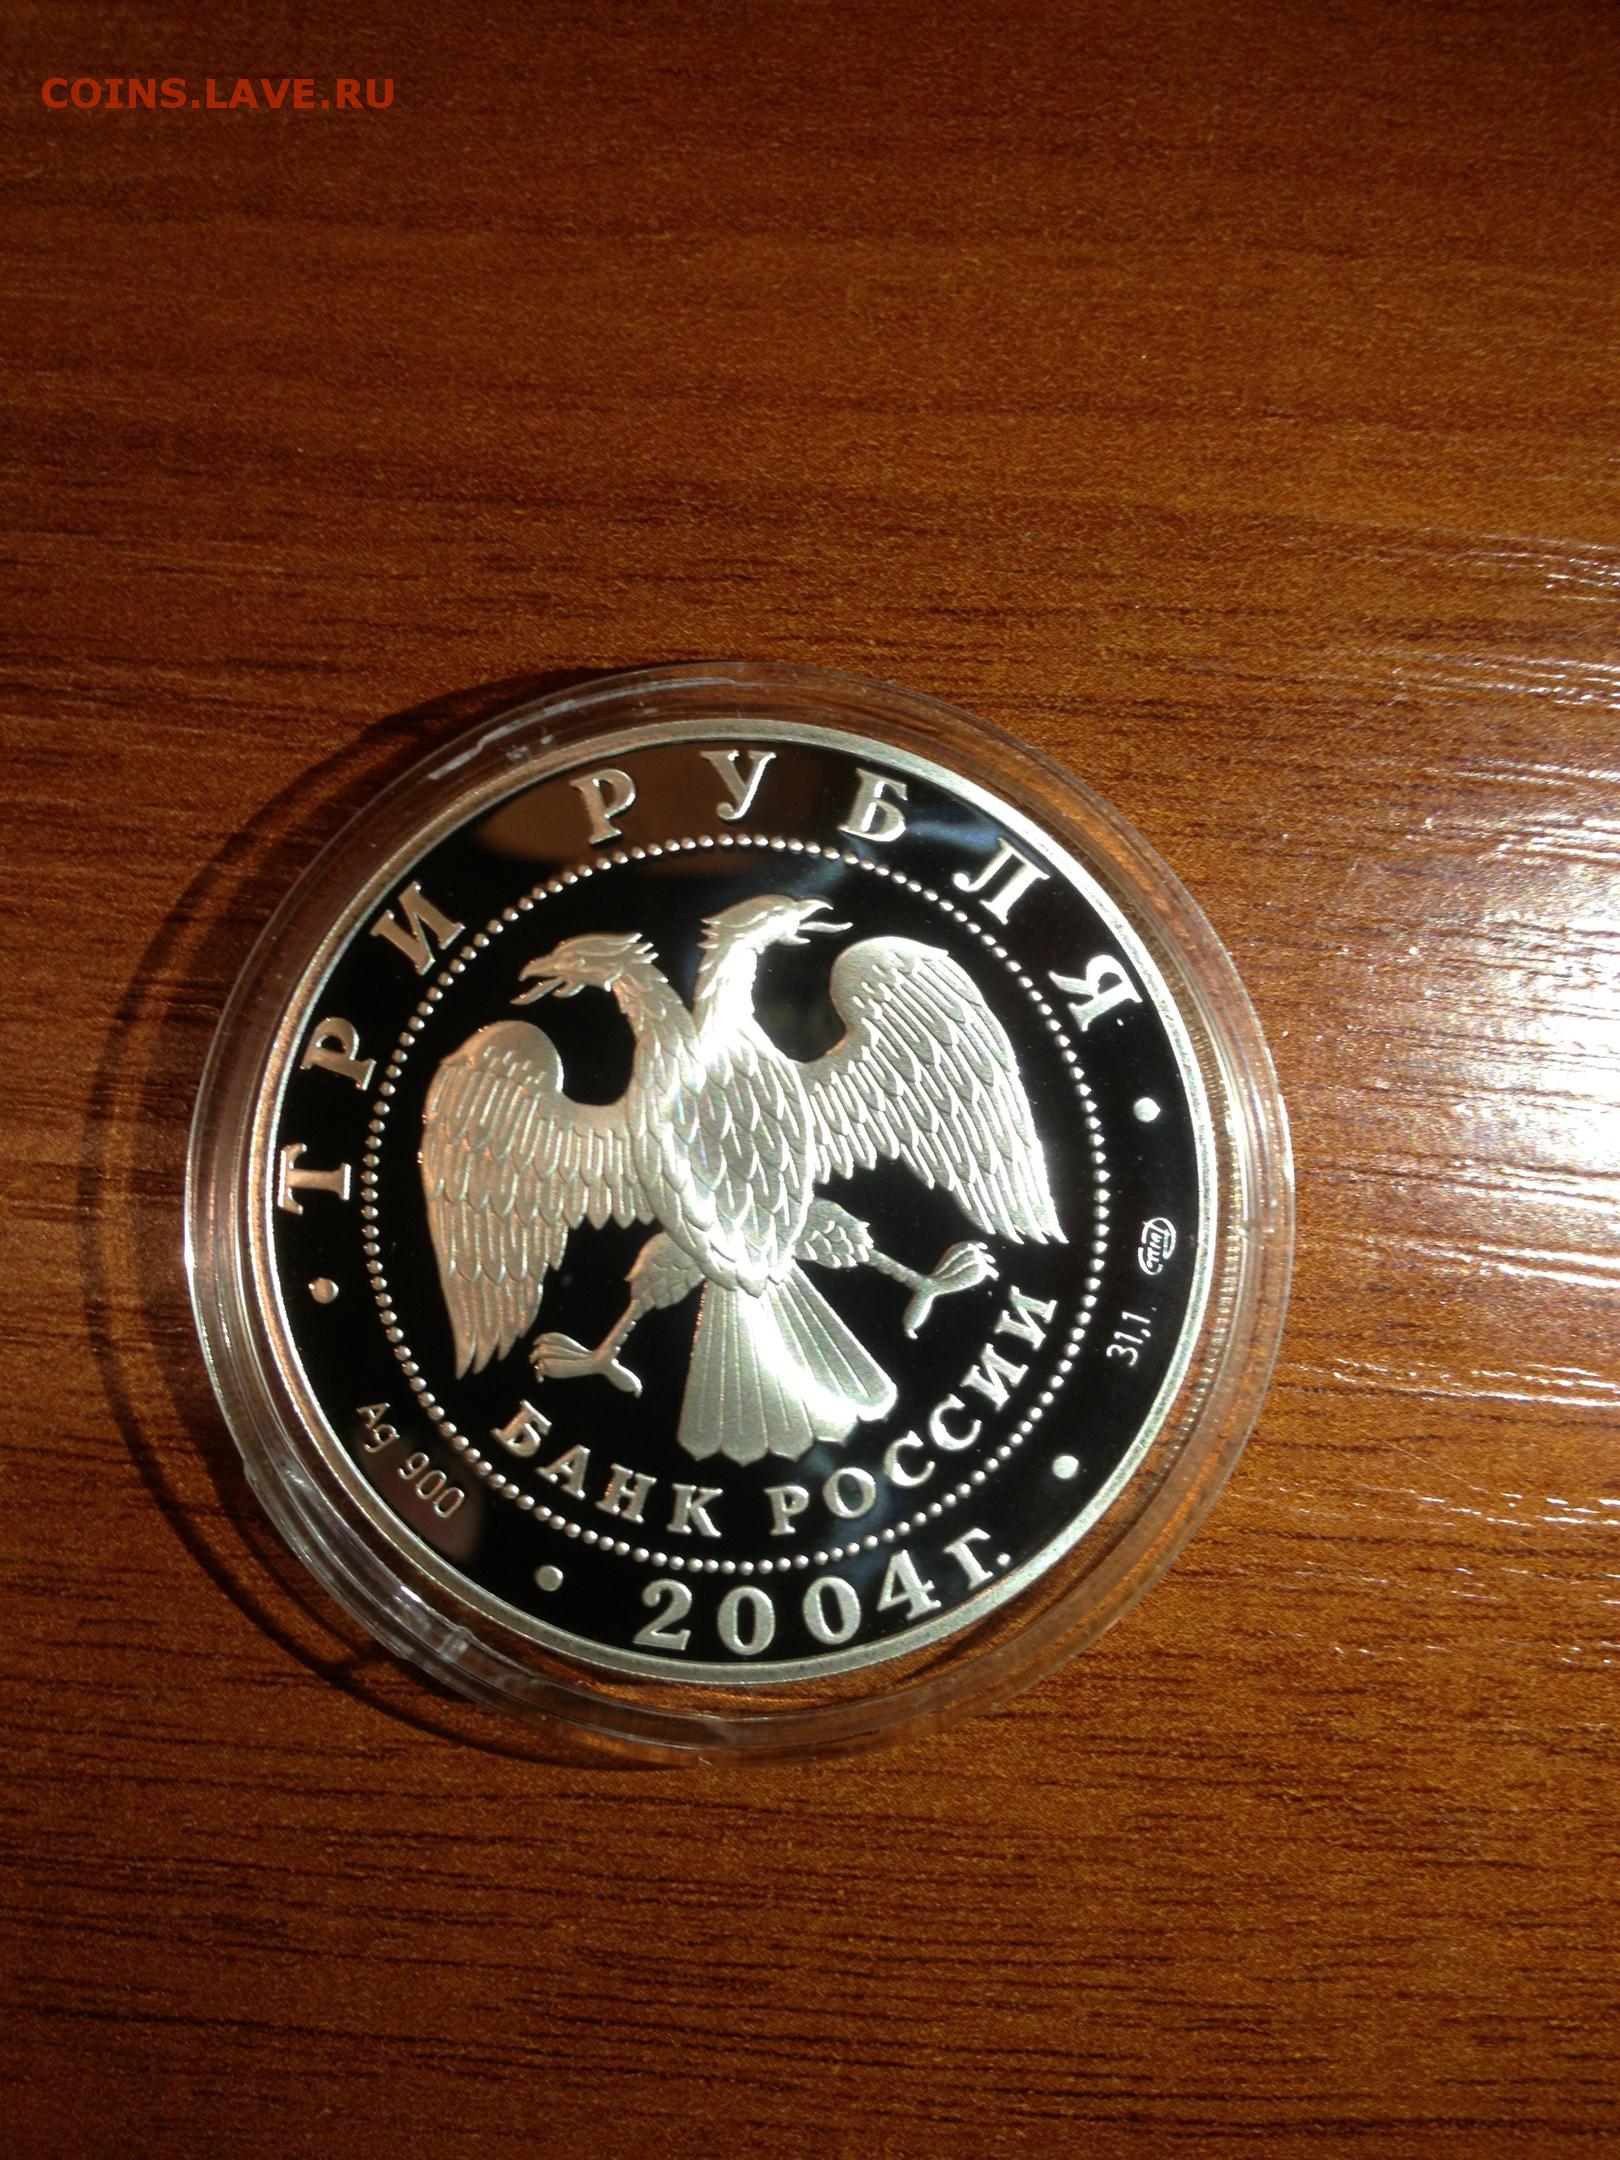 COINS.LAVE.RU
ТРИ РУБЛЯ
БАНК РОССИИ
Ag 900
2004 г.
31,1